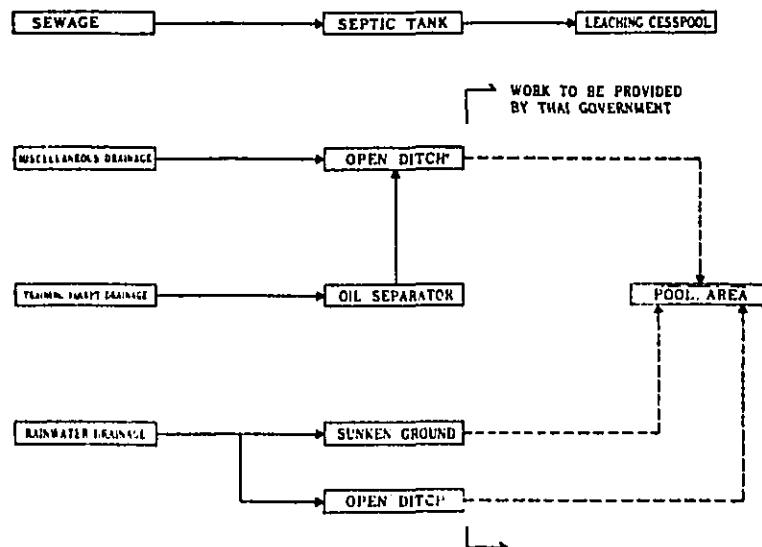 SEWAGE
SEPTIC TANK
LEACHING CESSPOOL
WORK TO BE PROVIDED
BY THAI GOVERNMENT
MISCELLANEOUS DRAINAGE
OPEN DITCH
DRAINAGE
OIL SEPARATOR
POOL AREA
RAINWATER DRAINAGE
SUNKEN GROUND
OPEN DITCH